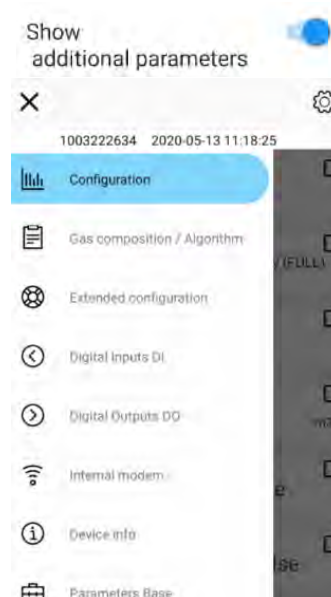 Show
additional parameters
1003222634 2020-05-13 11:18:25
Configuration
Gas composition / Algorithm
/(FULL)
Extended configuration
Digital Inputs DI
Digital Outputs DO
Internal modem
Device info
Parameters Base